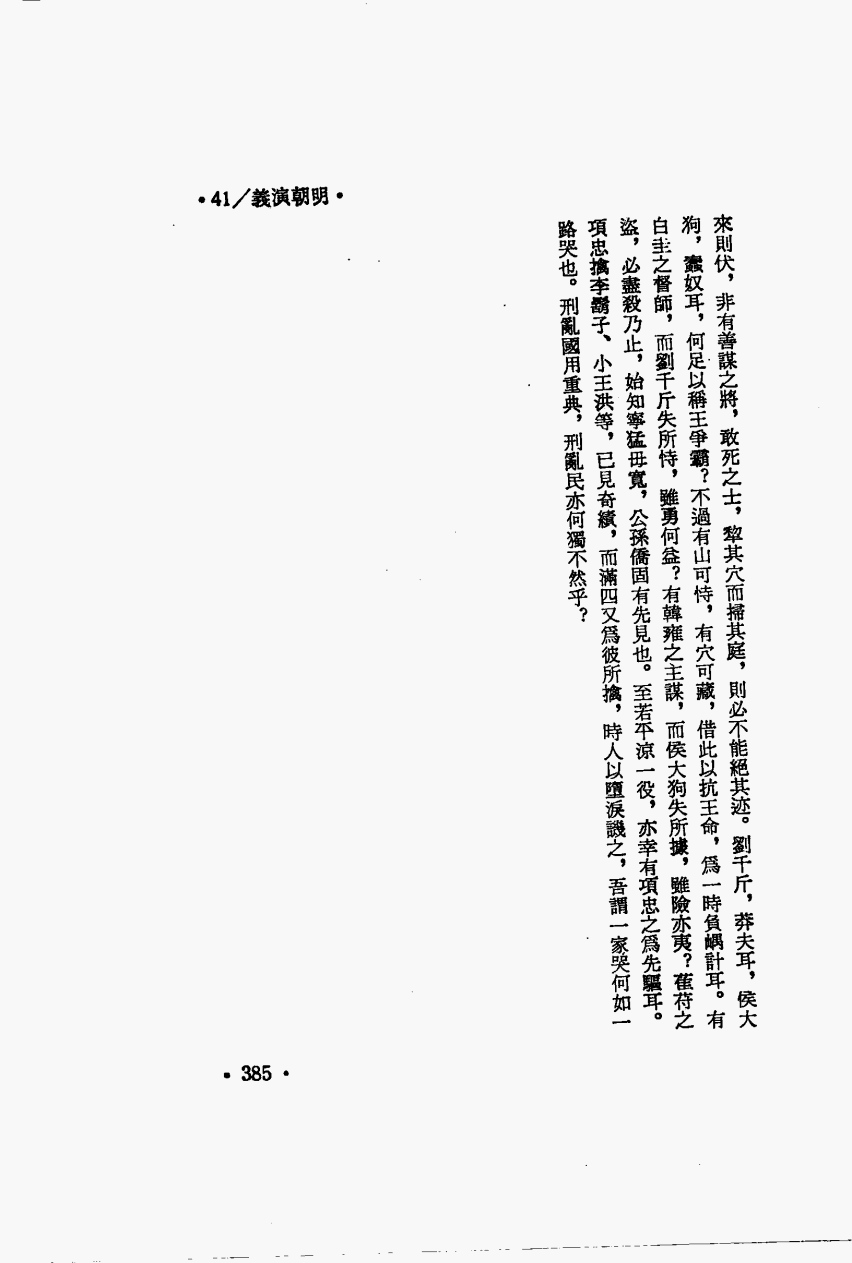 •41/義演朝明•
來則伏，非有善謀之將，敢死之士，犂其穴而掃其庭，則必不能絕其迹。劉千斤，莽夫耳，侯大
狗，蠢奴耳，何足以稱王爭霸？不過有山可恃，有穴可藏，借此以抗王命，爲一時負嵎計耳。有
白圭之督師，而劉千斤失所恃，雖勇何益？有韓雍之主謀，而侯大狗失所據，雖險亦夷？萑苻之
盜，必盡殺乃止，始知寧猛毋寬，公孫僑固有先見也。至若平涼一役，亦幸有項忠之爲先驅耳。
項忠擒李鬍子、小王洪等，已見奇績，而滿四又爲彼所擒，時人以墮淚譏之，吾謂一家哭何如一
路哭也。刑亂國用重典，刑亂民亦何獨不然乎？
• 385 •